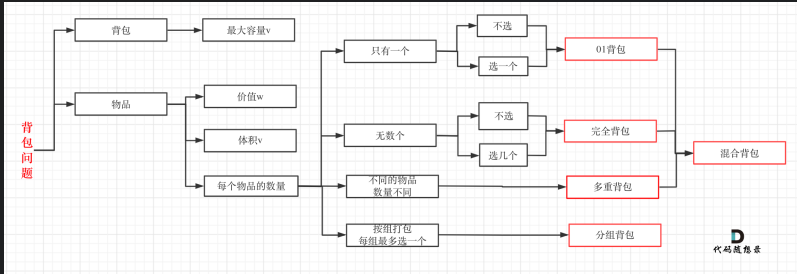 背包问题
背包
最大容量v
物品
价值w
体积v
每个物品的数量
只有一个
不选
选一个
01背包
无数个
不选
选几个
完全背包
不同的物品
数量不同
多重背包
按组打包
每组最多选一个
分组背包
混合背包
代码随想录